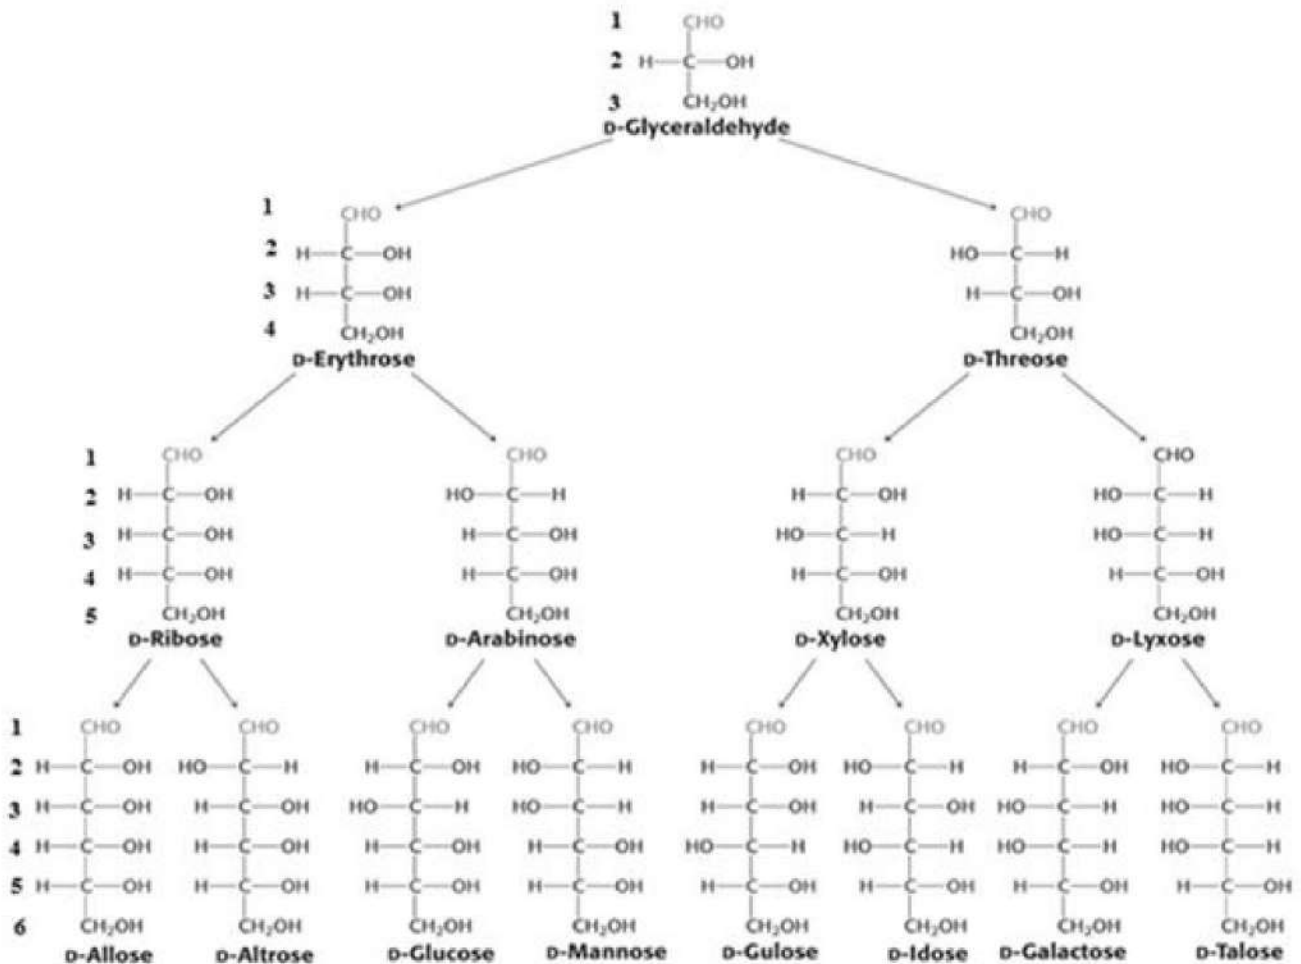 1 CHO
2 H—C—OH
3 CH₂OH
D-Glyceraldehyde
1 CHO CHO
2 H—C—OH HO—C—H
3 H—C—OH H—C—OH
4 CH₂OH CH₂OH
D-Erythrose D-Threose
1 CHO CHO CHO CHO
2 H—C—OH HO—C—H H—C—OH HO—C—H
3 H—C—OH H—C—OH HO—C—H HO—C—H
4 H—C—OH H—C—OH H—C—OH H—C—OH
5 CH₂OH CH₂OH CH₂OH CH₂OH
D-Ribose D-Arabinose D-Xylose D-Lyxose
1 CHO CHO CHO CHO CHO CHO CHO CHO
2 H—C—OH HO—C—H H—C—OH HO—C—H H—C—OH HO—C—H H—C—OH HO—C—H
3 H—C—OH H—C—OH HO—C—H HO—C—H H—C—OH H—C—OH HO—C—H HO—C—H
4 H—C—OH H—C—OH H—C—OH H—C—OH HO—C—H HO—C—H HO—C—H HO—C—H
5 H—C—OH H—C—OH H—C—OH H—C—OH H—C—OH H—C—OH H—C—OH H—C—OH
6 CH₂OH CH₂OH CH₂OH CH₂OH CH₂OH CH₂OH CH₂OH CH₂OH
D-Allose D-Altrose D-Glucose D-Mannose D-Gulose D-Idose D-Galactose D-Talose